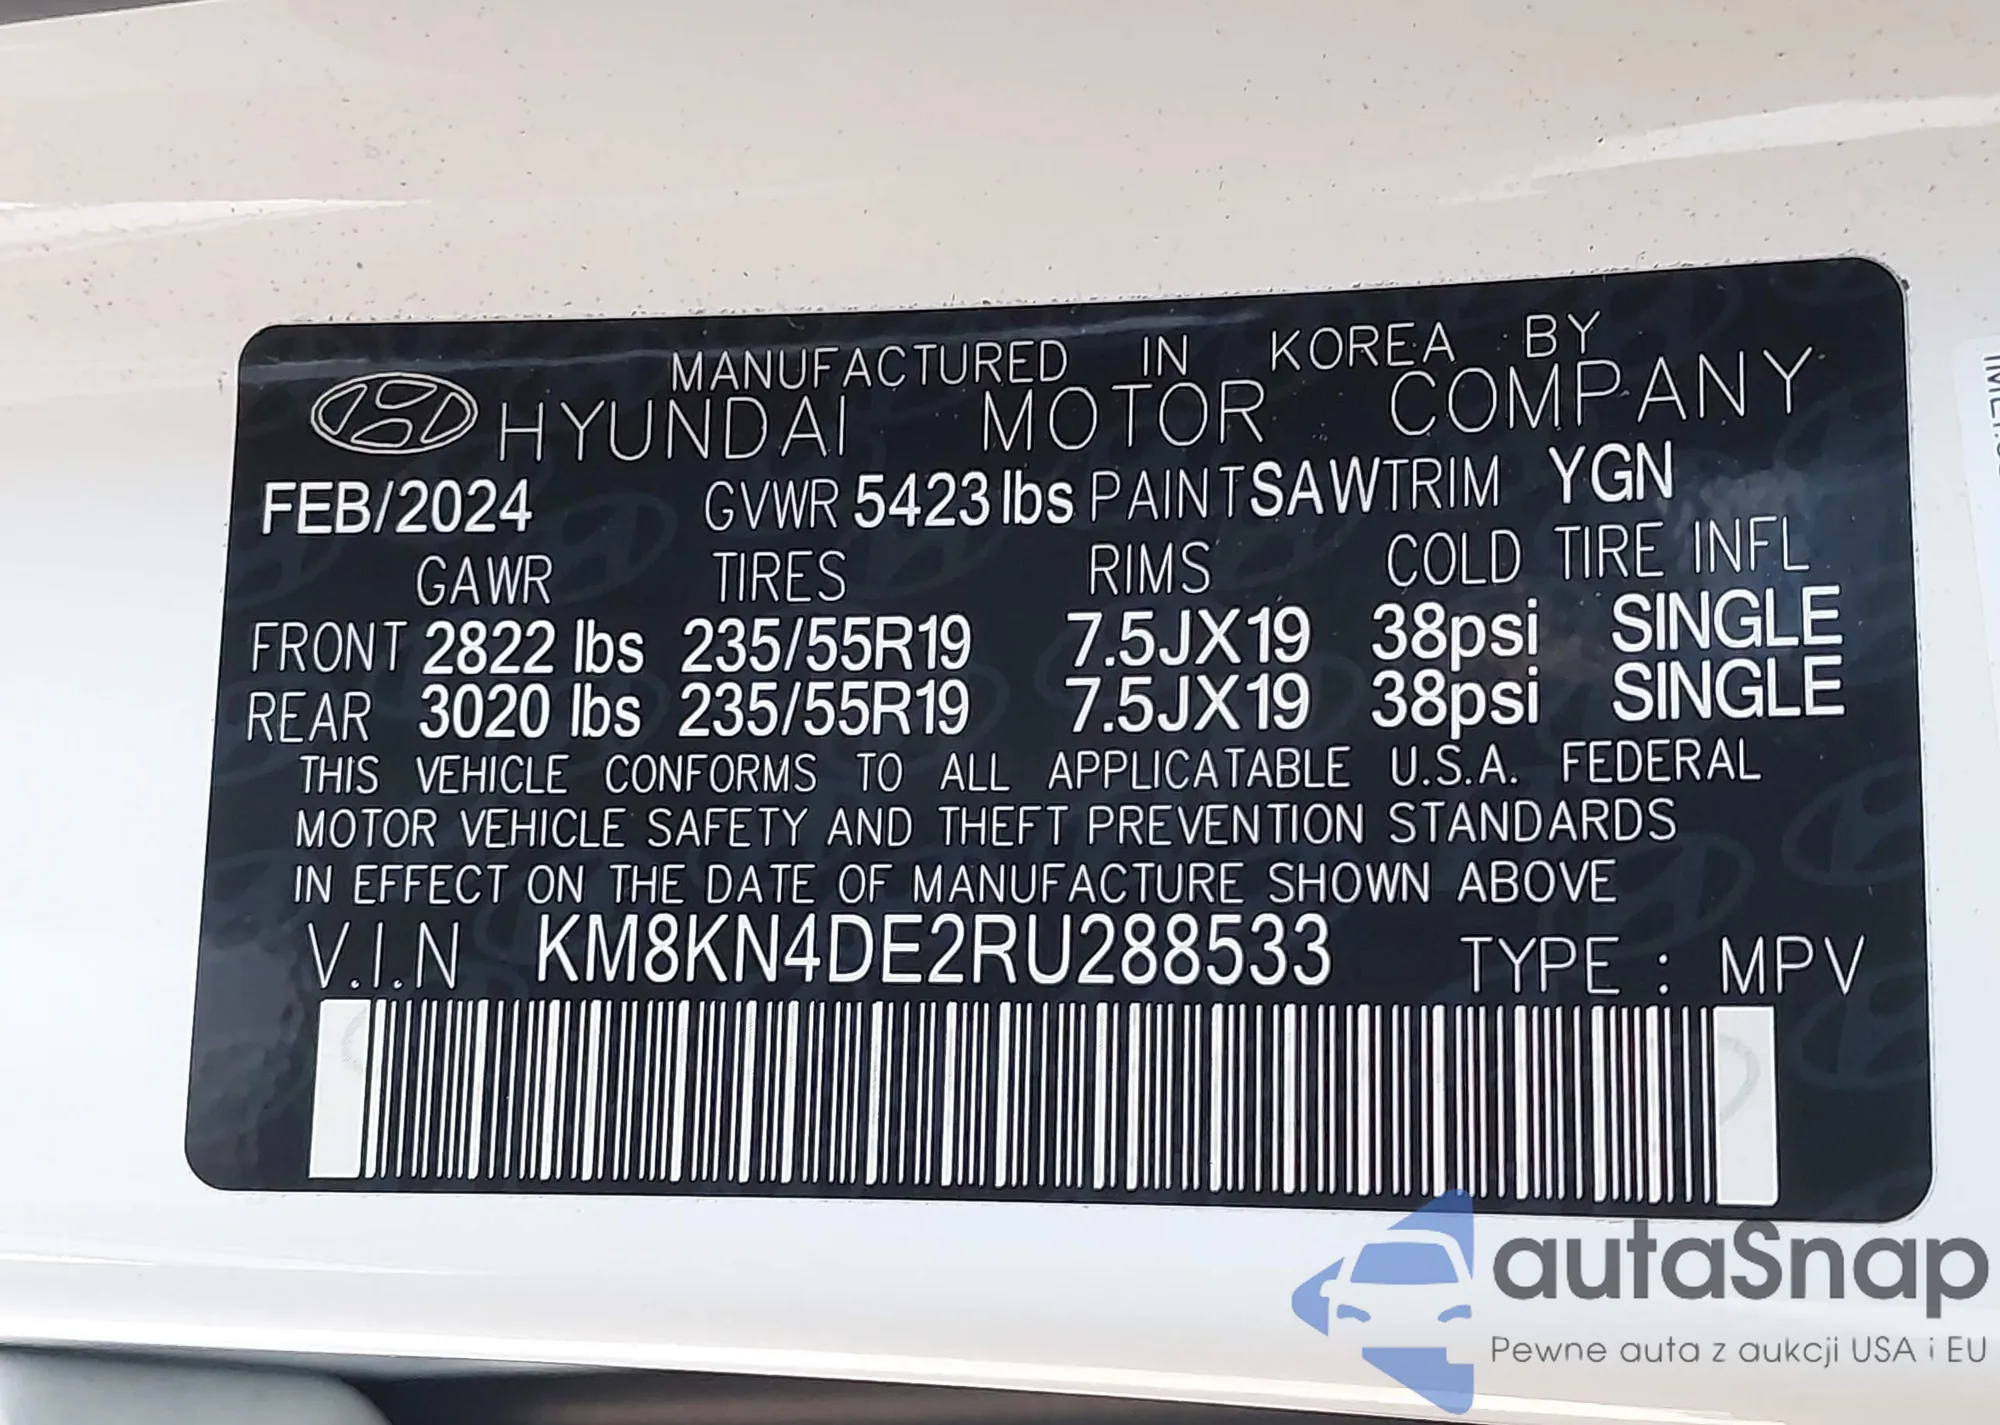 MANUFACTURED IN KOREA BY
HYUNDAI MOTOR COMPANY
FEB/2024 GVWR 5423 lbs PAINT SAW TRIM YGN
GAWR TIRES RIMS COLD TIRE INFL
FRONT 2822 lbs 235/55R19 7.5JX19 38psi SINGLE
REAR 3020 lbs 235/55R19 7.5JX19 38psi SINGLE
THIS VEHICLE CONFORMS TO ALL APPLICATABLE U.S.A. FEDERAL
MOTOR VEHICLE SAFETY AND THEFT PREVENTION STANDARDS
IN EFFECT ON THE DATE OF MANUFACTURE SHOWN ABOVE
V.I.N KM8KN4DE2RU288533 TYPE : MPV
autaSnap
Pewne auta z aukcji USA i EU